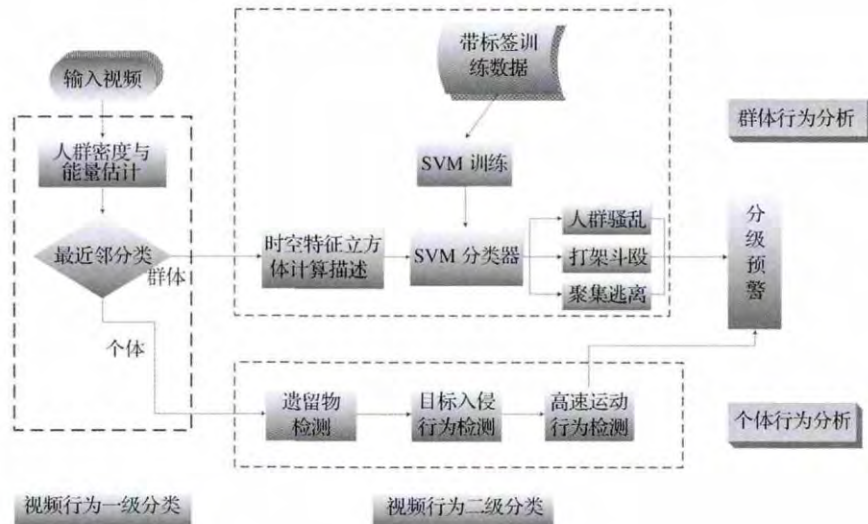 带标签训
练数据
输入视频
群体行为分析
人群密度与
能量估计
SVM 训练
人群骚乱
最近邻分类
群体
时空特征立方
体计算描述
SVM 分类器
打架斗殴
聚集逃离
分
级
预
警
个体
遗留物
检测
目标入侵
行为检测
高速运动
行为检测
个体行为分析
视频行为一级分类
视频行为二级分类